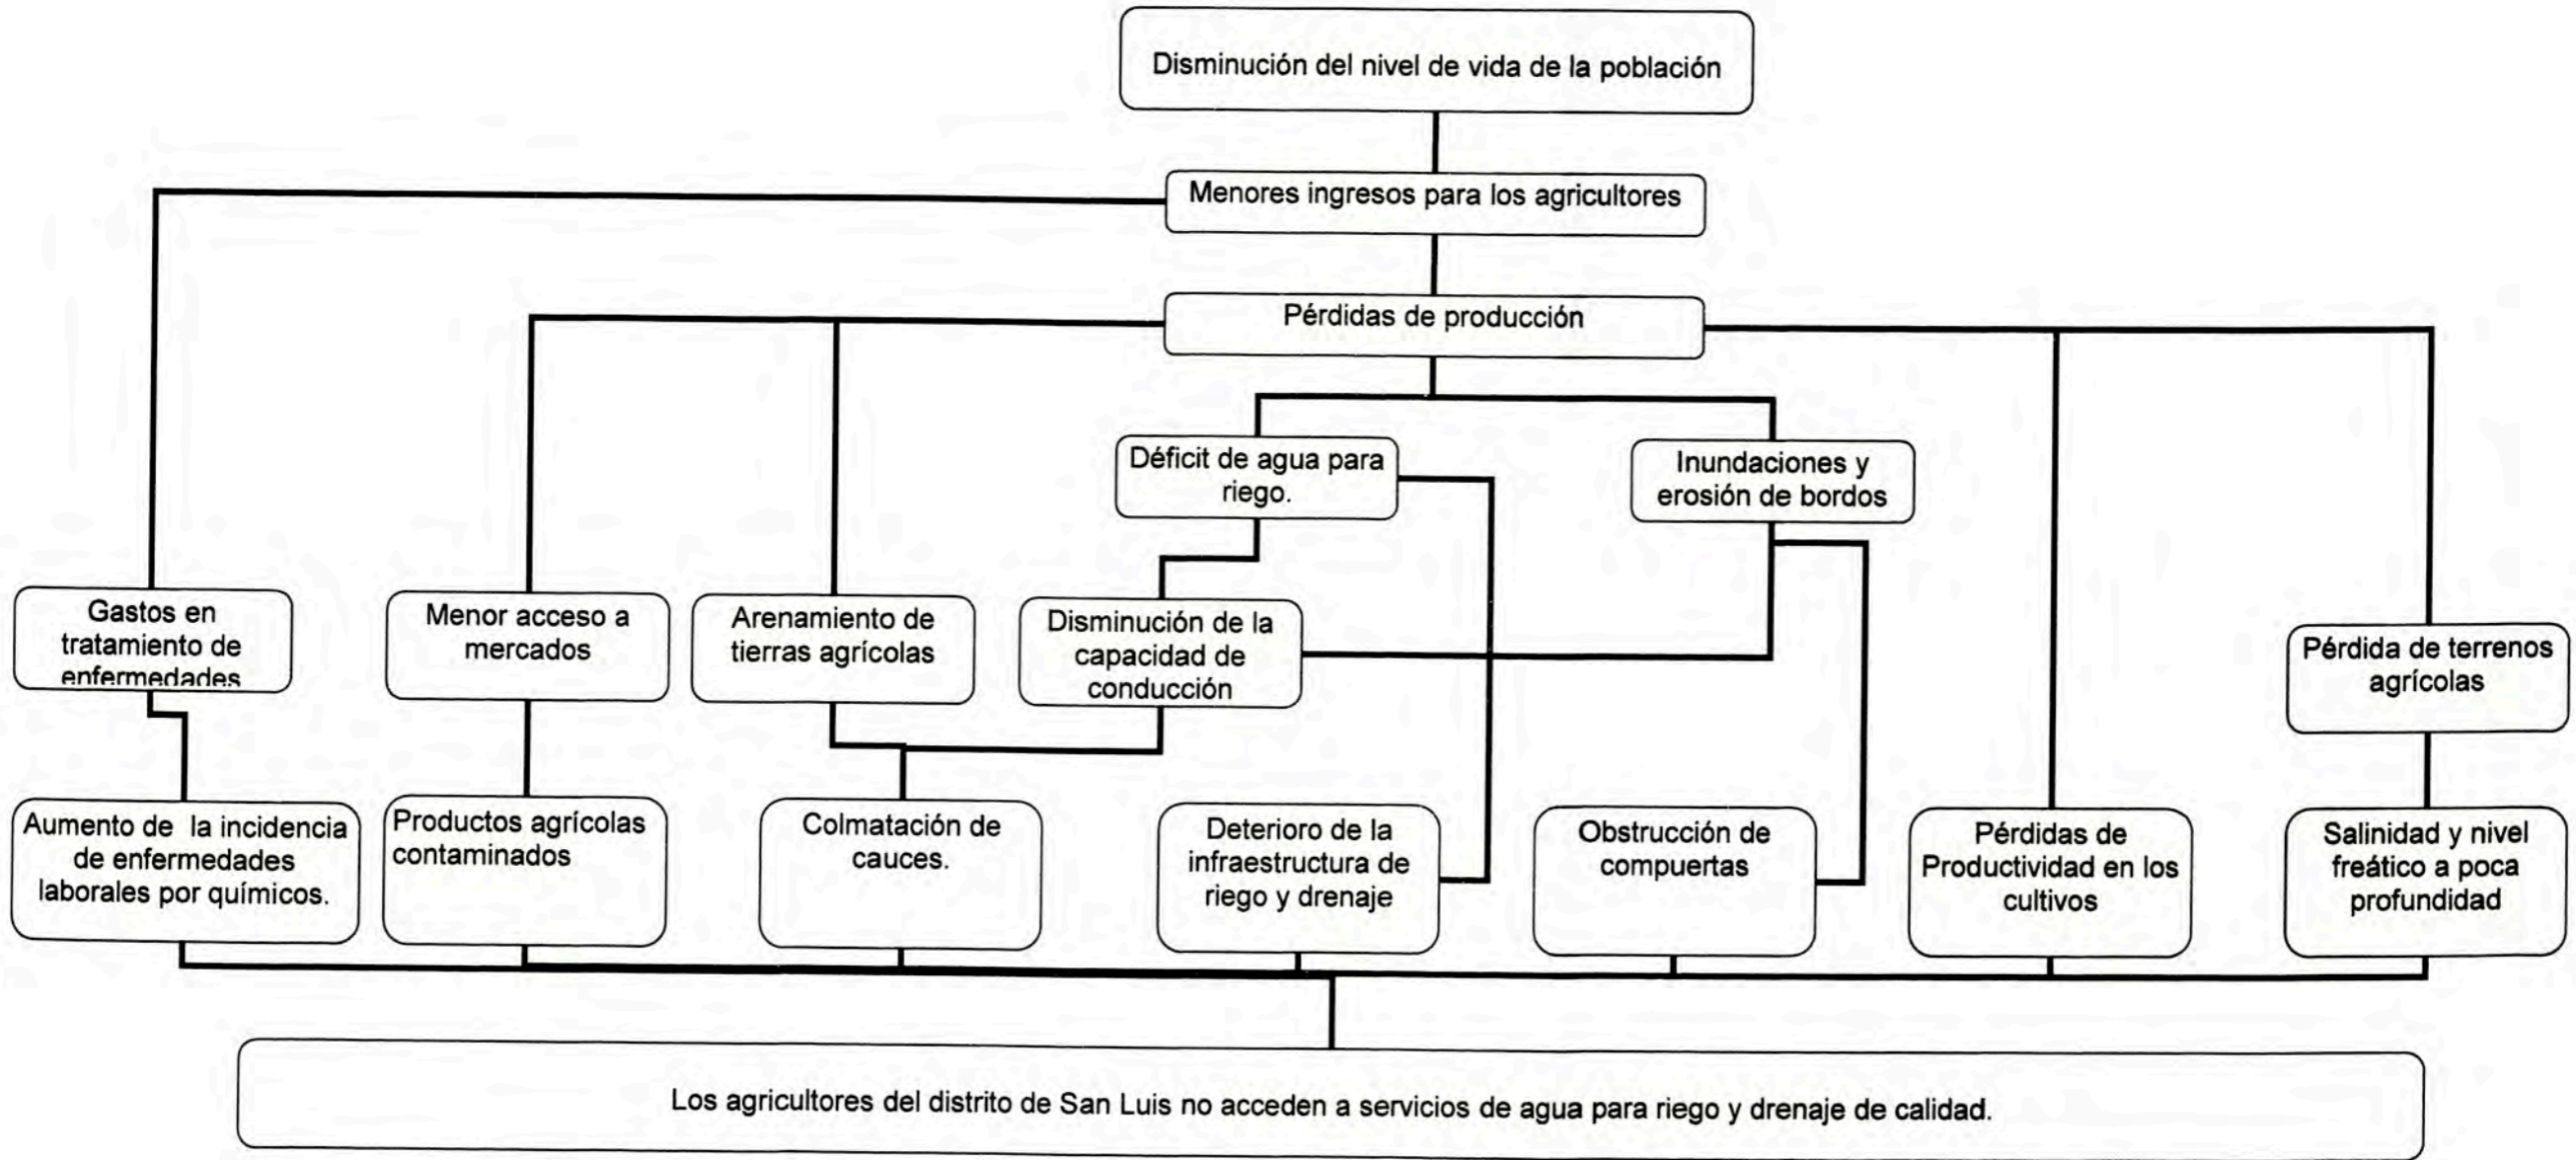 Disminución del nivel de vida de la población
Menores ingresos para los agricultores
Pérdidas de producción
Déficit de agua para
riego.
Inundaciones y
erosión de bordos
Gastos en
tratamiento de
enfermedades
Menor acceso a
mercados
Arenamiento de
tierras agrícolas
Disminución de la
capacidad de
conducción
Pérdida de terrenos
agrícolas
Aumento de la incidencia
de enfermedades
laborales por químicos.
Productos agrícolas
contaminados
Colmatación de
cauces.
Deterioro de la
infraestructura de
riego y drenaje
Obstrucción de
compuertas
Pérdidas de
Productividad en los
cultivos
Salinidad y nivel
freático a poca
profundidad
Los agricultores del distrito de San Luis no acceden a servicios de agua para riego y drenaje de calidad.